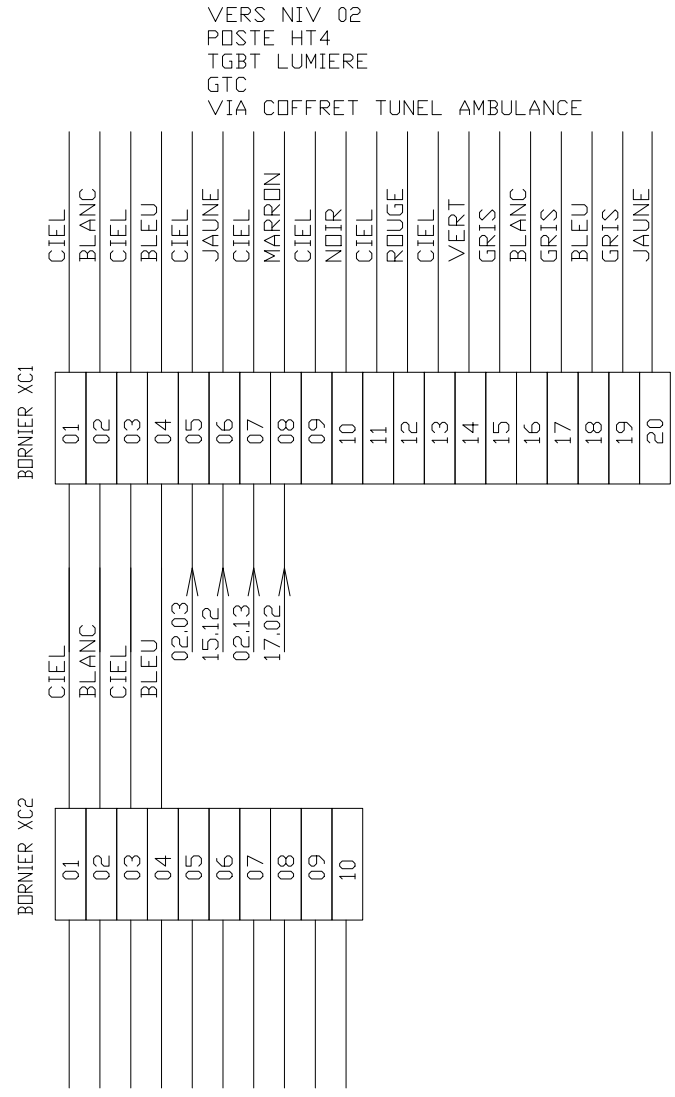 VERS NIV 02
POSTE HT4
TGBT LUMIERE
GTC
VIA COFFRET TUNEL AMBULANCE
CIEL
BLANC
CIEL
BLEU
CIEL
JAUNE
CIEL
MARRON
CIEL
NOIR
CIEL
ROUGE
CIEL
VERT
GRIS
BLANC
GRIS
BLEU
GRIS
JAUNE
BORNIER XC1
01
02
03
04
05
06
07
08
09
10
11
12
13
14
15
16
17
18
19
20
CIEL
BLANC
CIEL
BLEU
02.03
15.12
02.13
17.02
BORNIER XC2
01
02
03
04
05
06
07
08
09
10